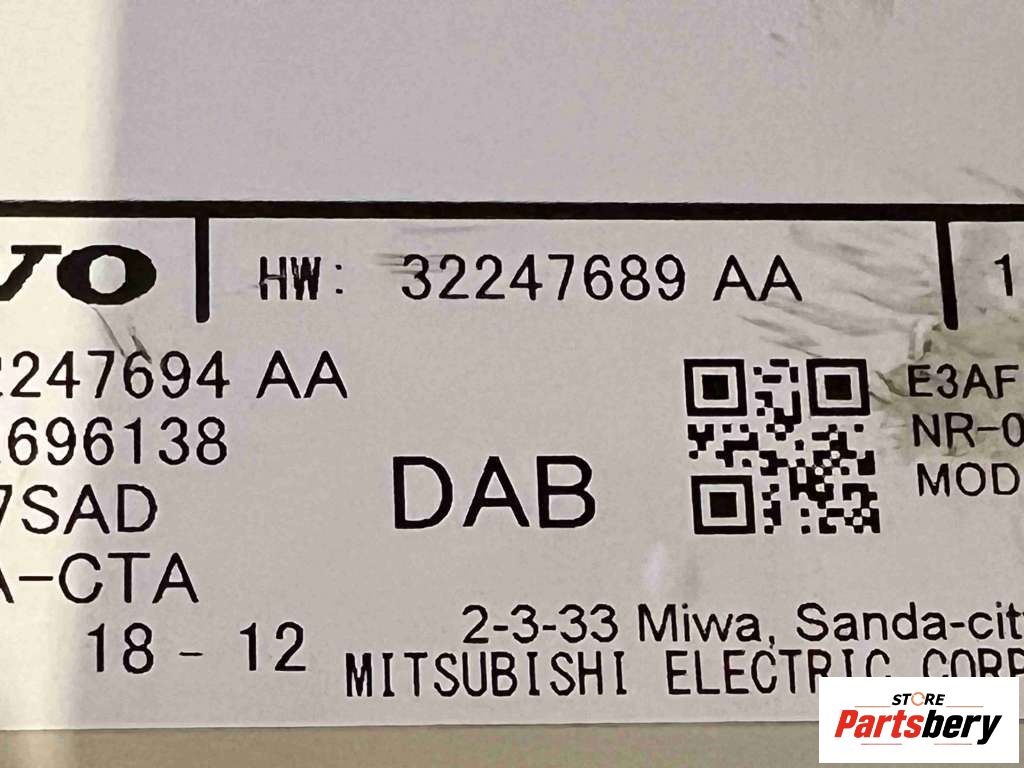 VO HW: 32247689 AA 1
2247694 AA
696138
7SAD
DAB
E3AF
NR-0
MOD
A-CTA
18 - 12
2-3-33 Miwa, Sanda-cit
MITSUBISHI ELECTRIC CORP
STORE
Partsbery